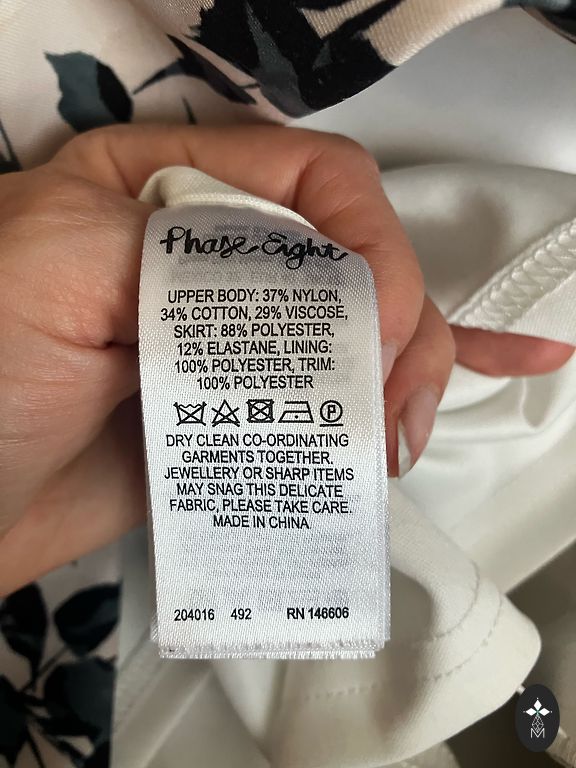 Phase Eight
UPPER BODY: 37% NYLON,
34% COTTON, 29% VISCOSE,
SKIRT: 88% POLYESTER,
12% ELASTANE, LINING:
100% POLYESTER, TRIM:
100% POLYESTER
P
DRY CLEAN CO-ORDINATING
GARMENTS TOGETHER,
JEWELLERY OR SHARP ITEMS
MAY SNAG THIS DELICATE
FABRIC, PLEASE TAKE CARE.
MADE IN CHINA
204016 492 RN 146606